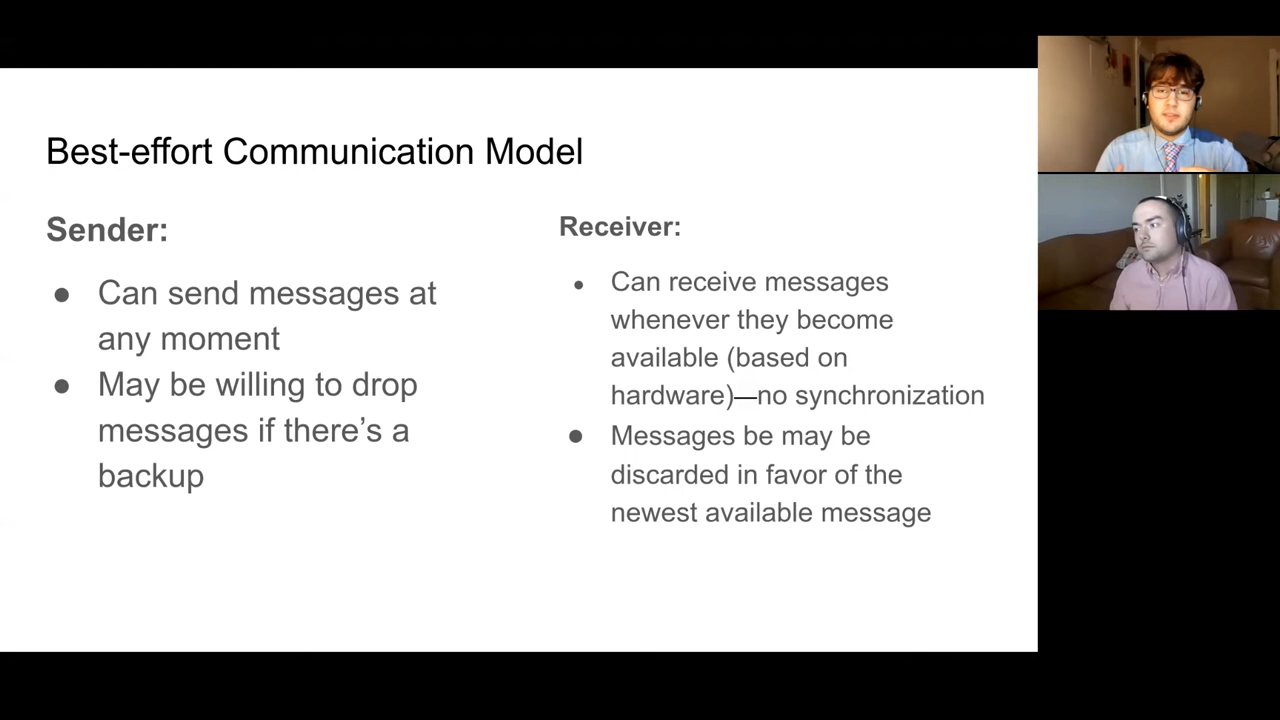 Best-effort Communication Model
Sender:
● Can send messages at
any moment
● May be willing to drop
messages if there’s a
backup
Receiver:
● Can receive messages
whenever they become
available (based on
hardware)—no synchronization
● Messages be may be
discarded in favor of the
newest available message